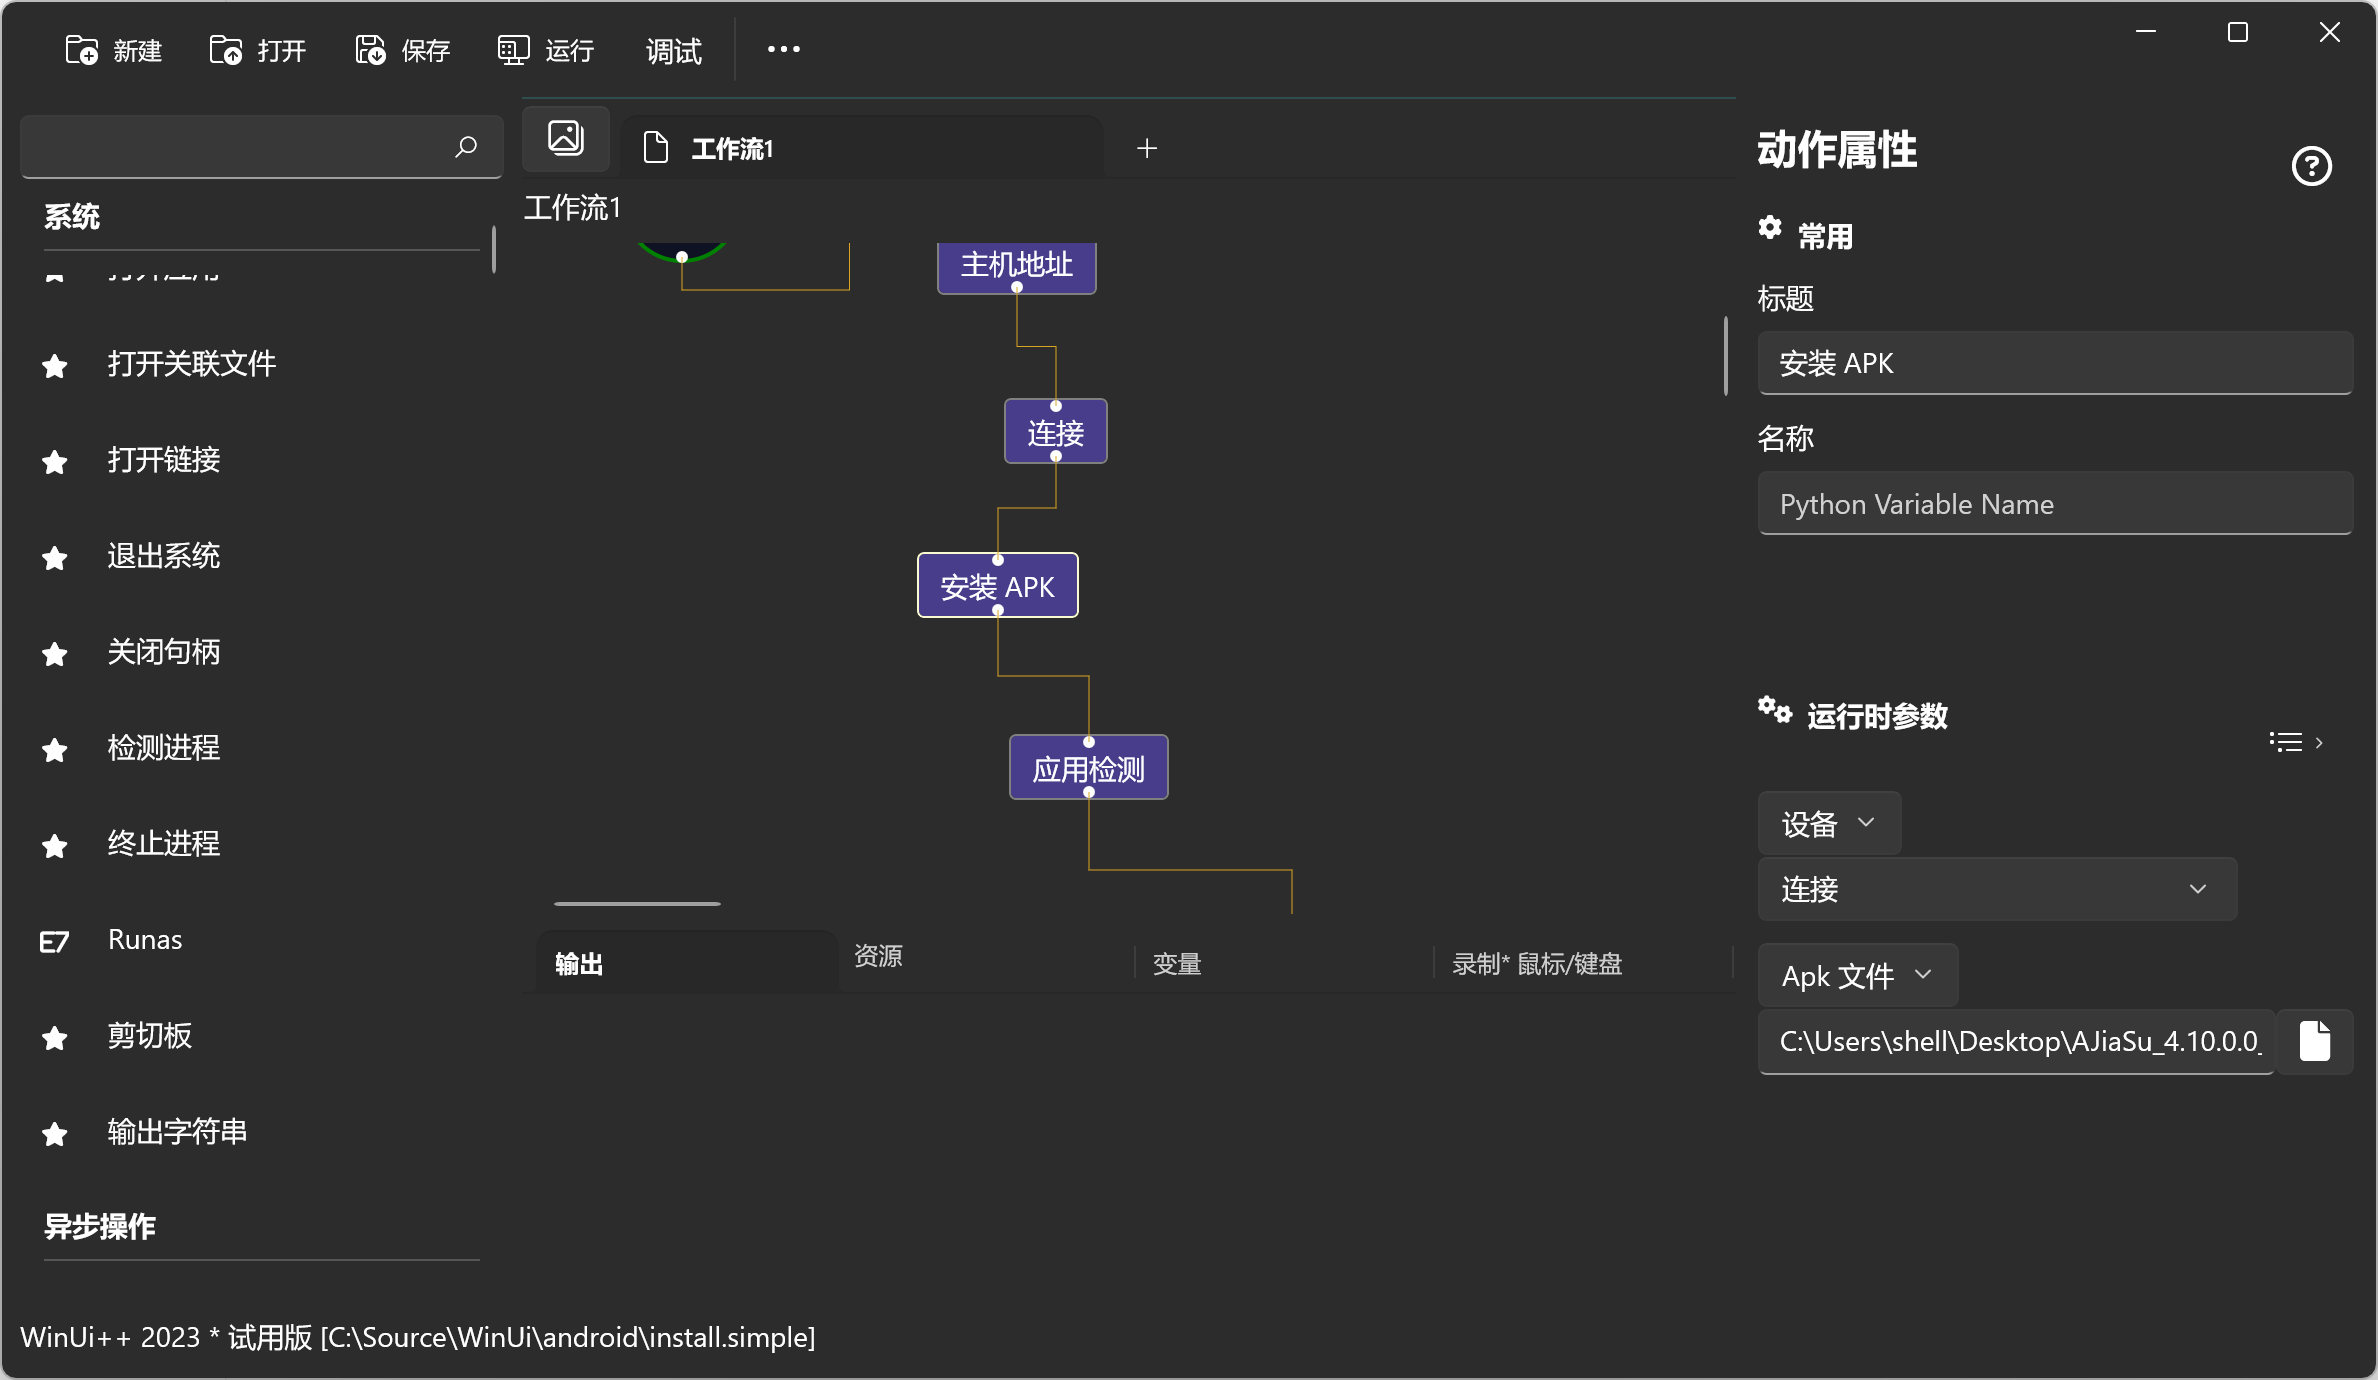 新建 打开 保存 运行 调试
工作流1
动作属性
系统
工作流1
常用
主机地址
标题
打开关联文件
安装 APK
连接
名称
打开链接
Python Variable Name
退出系统
安装 APK
关闭句柄
运行时参数
检测进程
应用检测
设备
终止进程
连接
Runas
输出 资源 变量 录制* 鼠标/键盘
Apk 文件
剪切板
C:\Users\shell\Desktop\AJiaSu_4.10.0.0_
输出字符串
异步操作
WinUi++ 2023 * 试用版 [C:\Source\WinUi\android\install.simple]